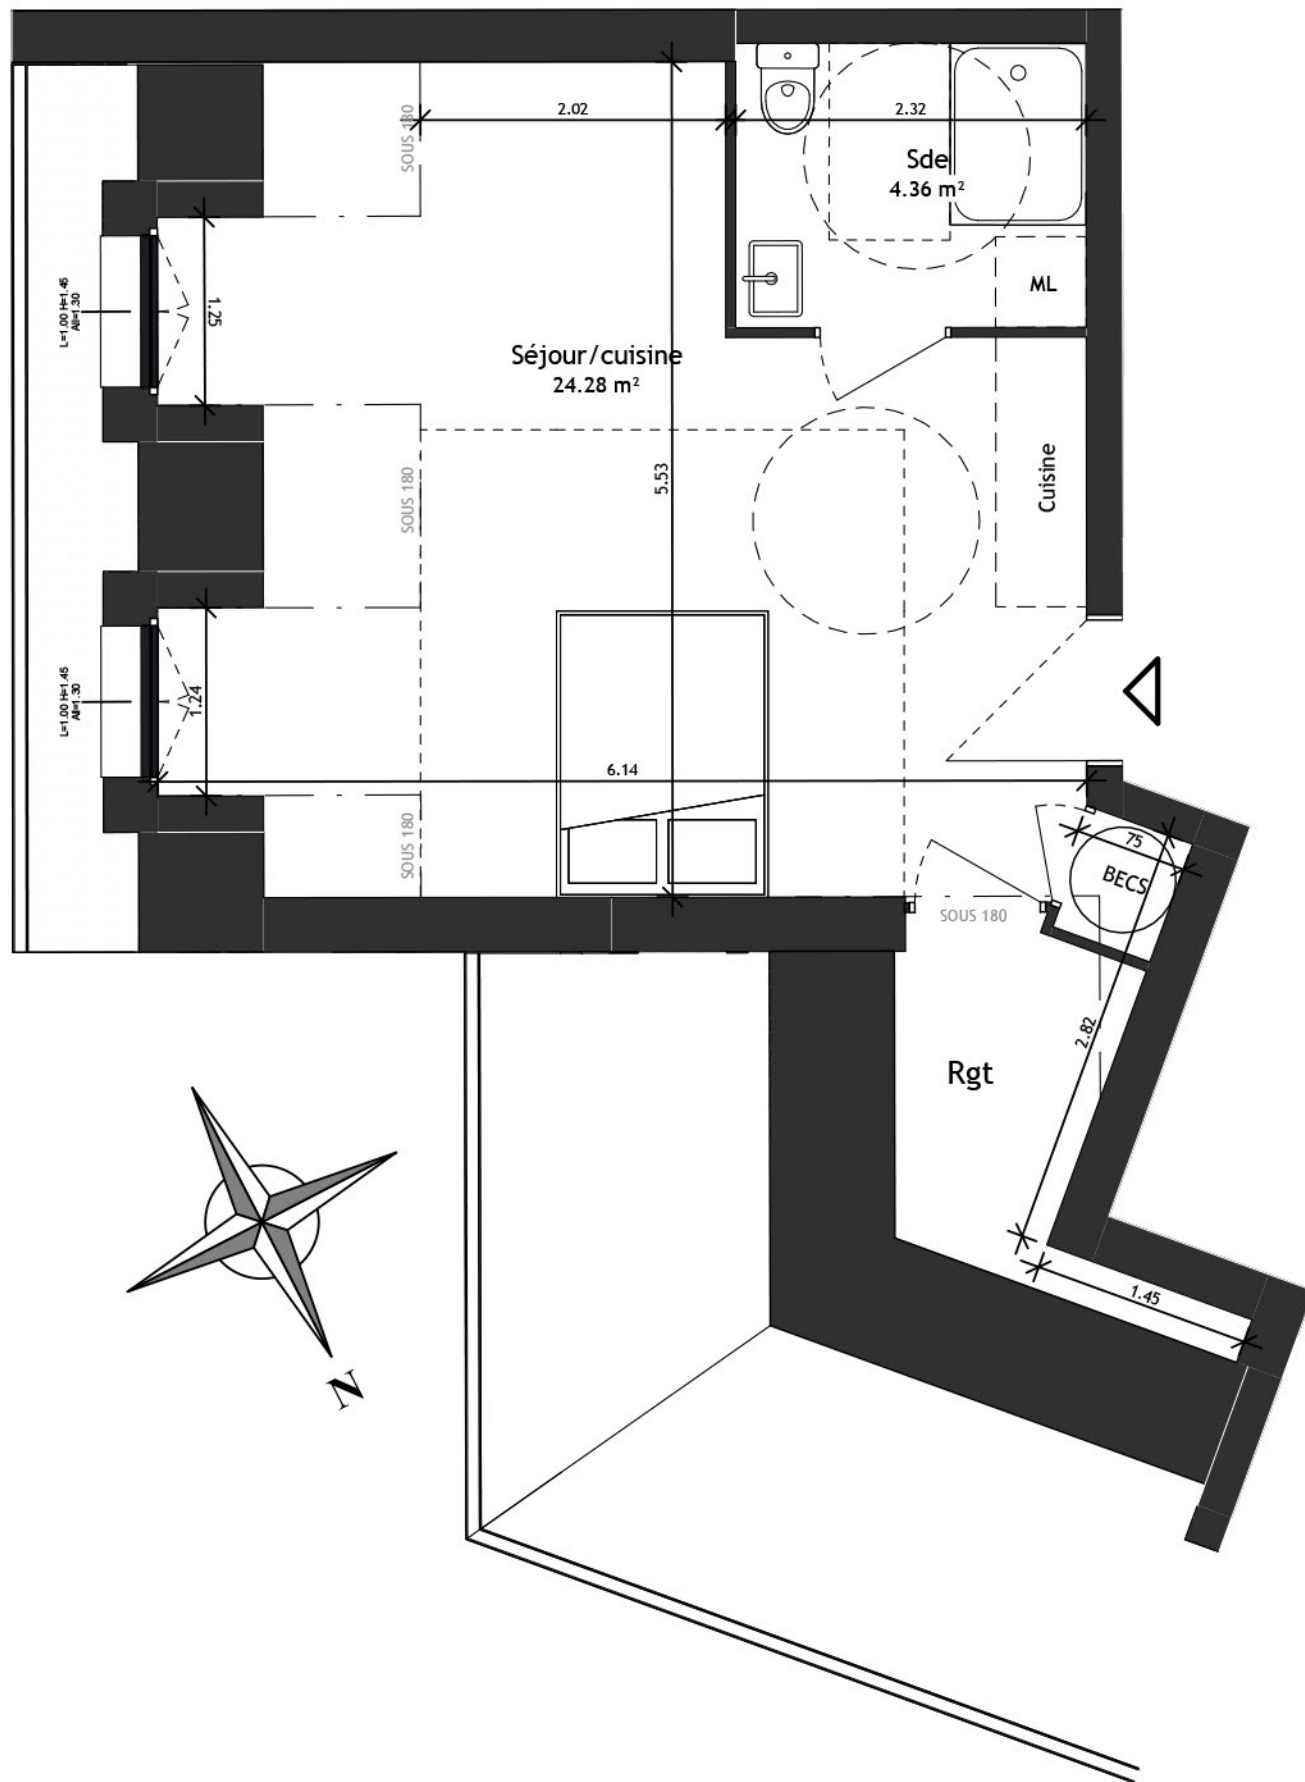 2.02
2.32
SOUS 180
Sde
4.36 m²
ML
L=1.00 H=1.45
All=1.30
1.25
Séjour/cuisine
24.28 m²
5.53
SOUS 180
Cuisine
L=1.00 H=1.45
All=1.30
1.24
6.14
SOUS 180
75
BECS
SOUS 180
2.82
Rgt
1.45
N